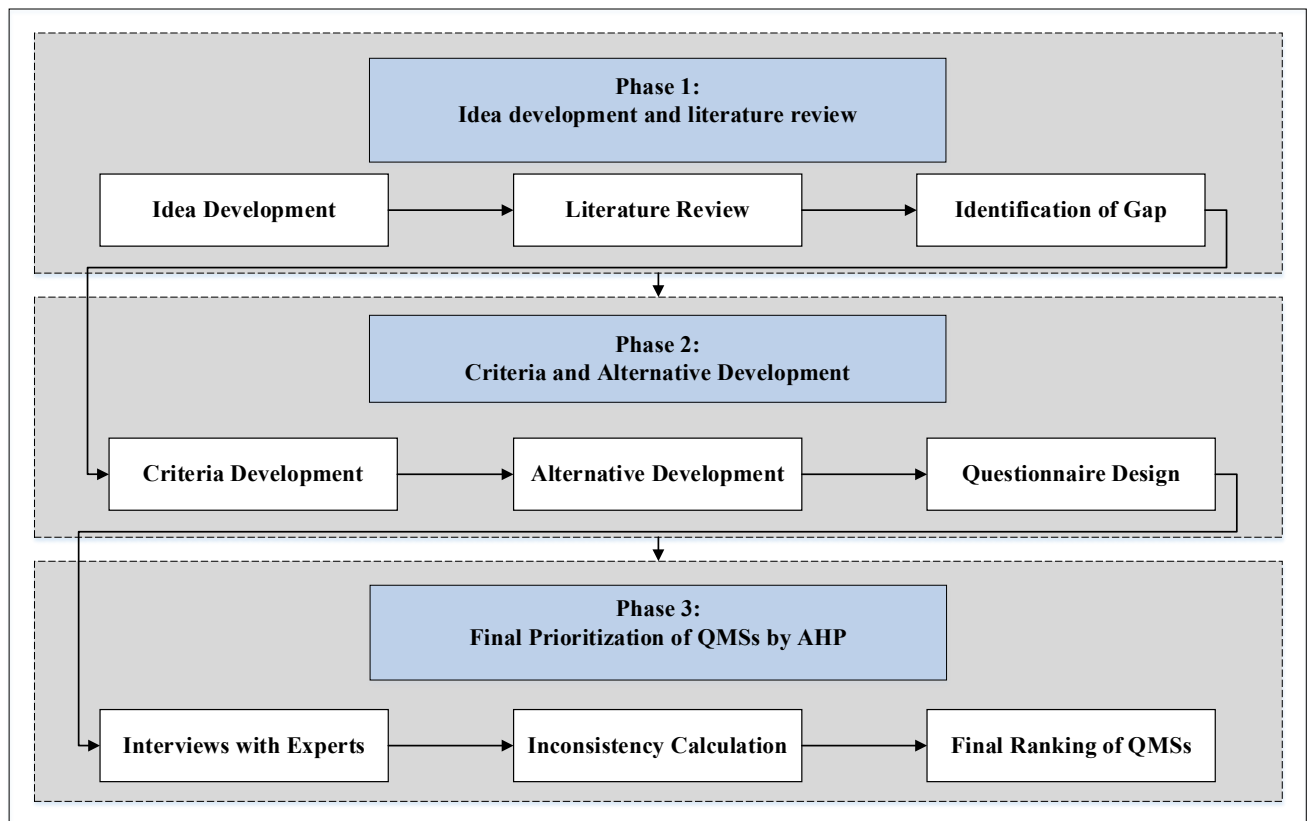 Phase 1:
Idea development and literature review
Idea Development
Literature Review
Identification of Gap
Phase 2:
Criteria and Alternative Development
Criteria Development
Alternative Development
Questionnaire Design
Phase 3:
Final Prioritization of QMSs by AHP
Interviews with Experts
Inconsistency Calculation
Final Ranking of QMSs